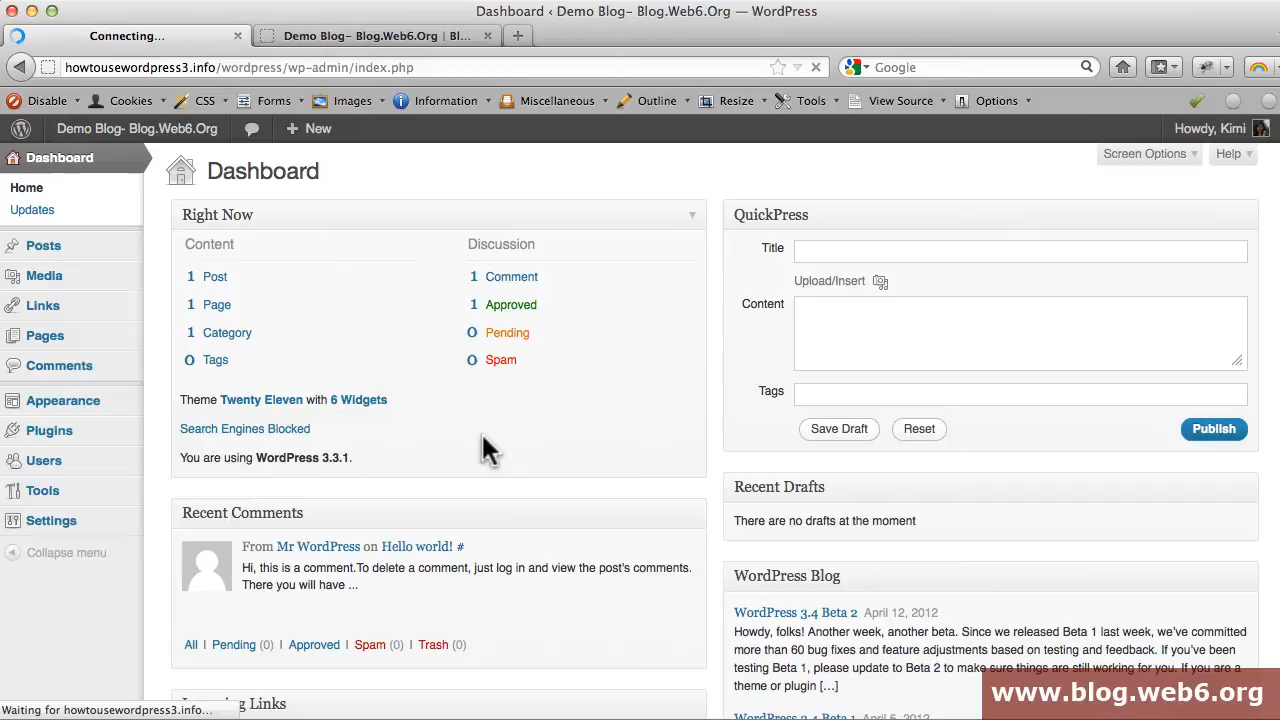 Dashboard ‹ Demo Blog- Blog.Web6.Org — WordPress
Connecting...
Demo Blog- Blog.Web6.Org | Bl...
howtousewordpress3.info/wordpress/wp-admin/index.php
Google
Disable
Cookies
CSS
Forms
Images
Information
Miscellaneous
Outline
Resize
Tools
View Source
Options
Demo Blog- Blog.Web6.Org
+ New
Howdy, Kimi
Dashboard
Home
Updates
Posts
Media
Links
Pages
Comments
Appearance
Plugins
Users
Tools
Settings
Collapse menu
Dashboard
Screen Options
Help
Right Now
Content
Discussion
1 Post
1 Comment
1 Page
1 Approved
1 Category
0 Pending
0 Tags
0 Spam
Theme Twenty Eleven with 6 Widgets
Search Engines Blocked
You are using WordPress 3.3.1.
Recent Comments
From Mr WordPress on Hello world! #
Hi, this is a comment.To delete a comment, just log in and view the post's comments.
There you will have ...
All | Pending (0) | Approved | Spam (0) | Trash (0)
Links
QuickPress
Title
Upload/Insert
Content
Tags
Save Draft
Reset
Publish
Recent Drafts
There are no drafts at the moment
WordPress Blog
WordPress 3.4 Beta 2 April 12, 2012
Howdy, folks! Another week, another beta. Since we released Beta 1 last week, we've committed
more than 60 bug fixes and feature adjustments based on testing and feedback. If you've been
testing Beta 1, please update to Beta 2 to make sure things are still working for you. If you are a
theme or plugin […]
WordPress 3.4 Beta 1 April 5, 2012
Waiting for howtousewordpress3.info...
www.blog.web6.org